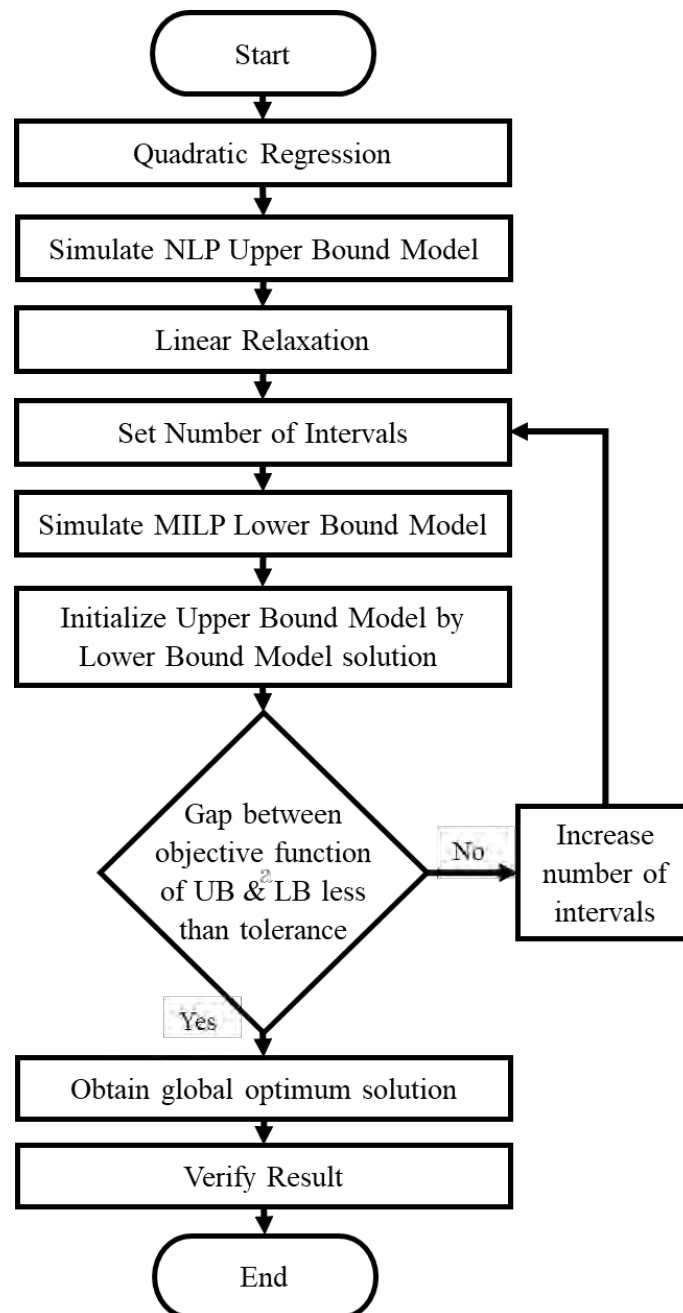 Start
Quadratic Regression
Simulate NLP Upper Bound Model
Linear Relaxation
Set Number of Intervals
Simulate MILP Lower Bound Model
Initialize Upper Bound Model by
Lower Bound Model solution
Gap between
objective function
of UB & LB less
than tolerance
No
Increase
number of
intervals
Yes
Obtain global optimum solution
Verify Result
End